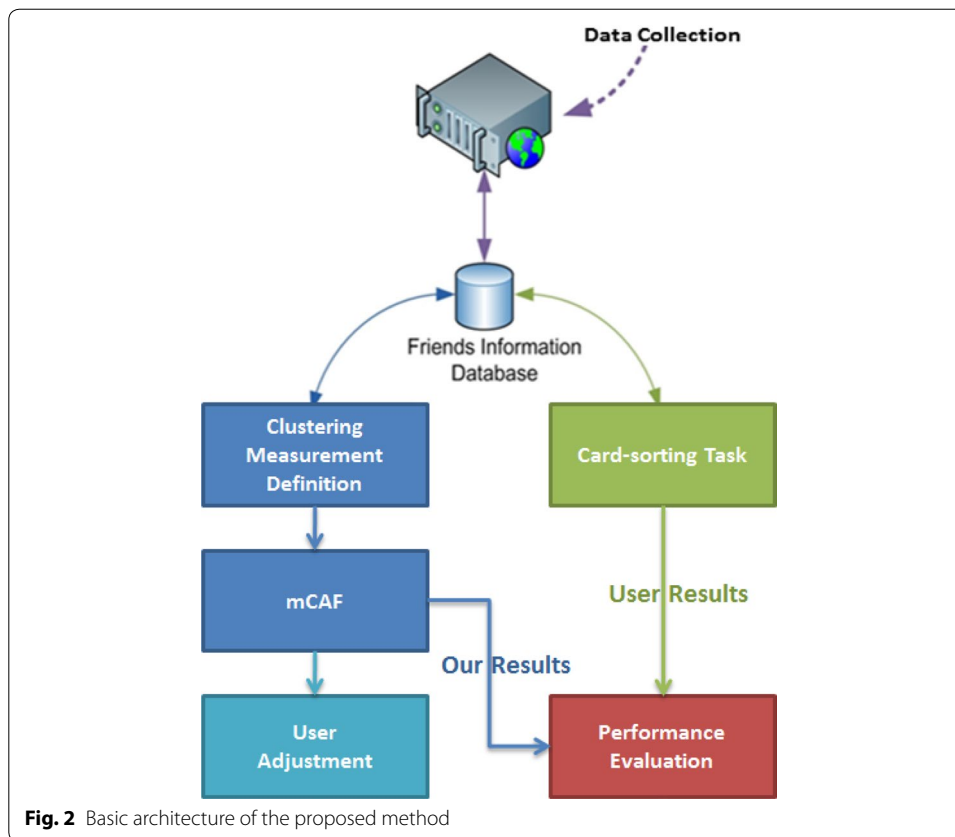 Data Collection
Friends Information
Database
Clustering
Measurement
Definition
Card-sorting Task
mCAF
User Results
Our Results
User
Adjustment
Performance
Evaluation
Fig. 2 Basic architecture of the proposed method